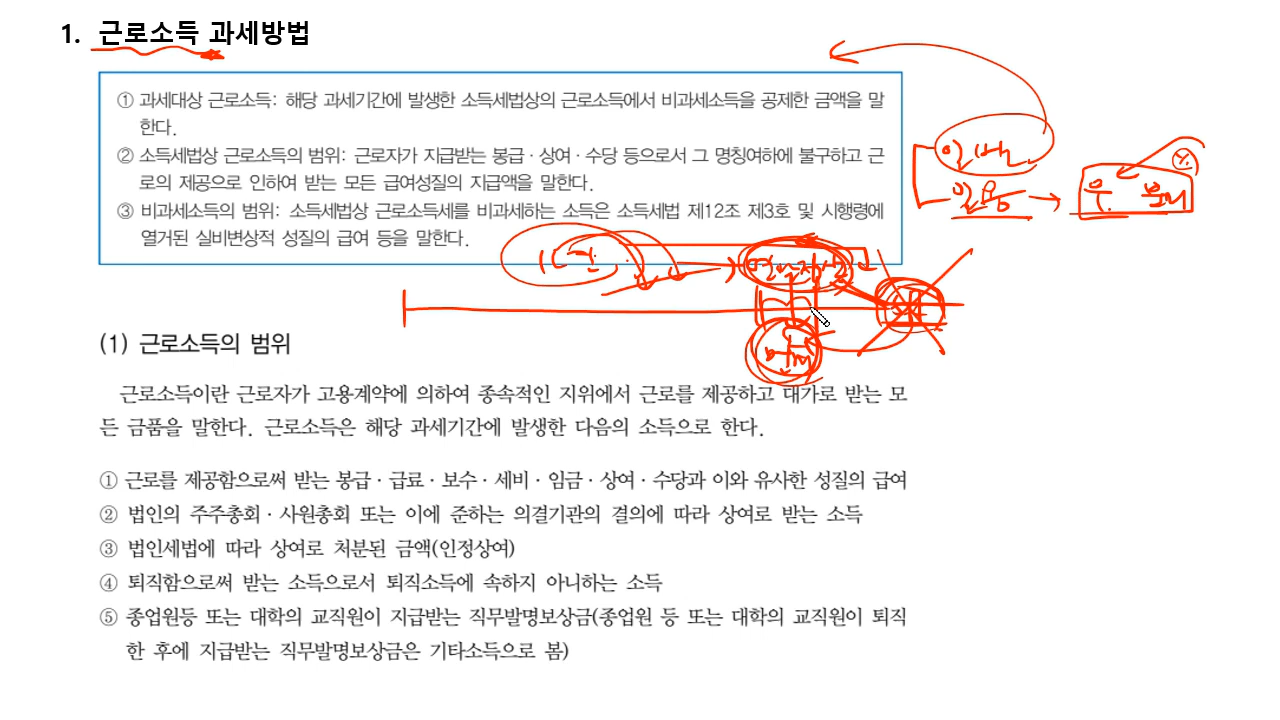 1. 근로소득 과세방법
① 과세대상 근로소득: 해당 과세기간에 발생한 소득세법상의 근로소득에서 비과세소득을 공제한 금액을 말
한다.
② 소득세법상 근로소득의 범위: 근로자가 지급받는 봉급·상여·수당 등으로서 그 명칭여하에 불구하고 근
로의 제공으로 인하여 받는 모든 급여성질의 지급액을 말한다.
③ 비과세소득의 범위: 소득세법상 근로소득세를 비과세하는 소득은 소득세법 제12조 제3호 및 시행령에
열거된 실비변상적 성질의 급여 등을 말한다.
일반
일용
연말정산
(1) 근로소득의 범위
근로소득이란 근로자가 고용계약에 의하여 종속적인 지위에서 근로를 제공하고 대가로 받는 모
든 금품을 말한다. 근로소득은 해당 과세기간에 발생한 다음의 소득으로 한다.
① 근로를 제공함으로써 받는 봉급·급료·보수·세비·임금·상여·수당과 이와 유사한 성질의 급여
② 법인의 주주총회·사원총회 또는 이에 준하는 의결기관의 결의에 따라 상여로 받는 소득
③ 법인세법에 따라 상여로 처분된 금액(인정상여)
④ 퇴직함으로써 받는 소득으로서 퇴직소득에 속하지 아니하는 소득
⑤ 종업원등 또는 대학의 교직원이 지급받는 직무발명보상금(종업원 등 또는 대학의 교직원이 퇴직
한 후에 지급받는 직무발명보상금은 기타소득으로 봄)